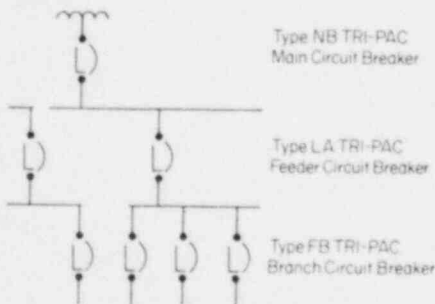 Type NB TRI-PAC
Main Circuit Breaker
Type LA TRI-PAC
Feeder Circuit Breaker
Type FB TRI-PAC
Branch Circuit Breaker